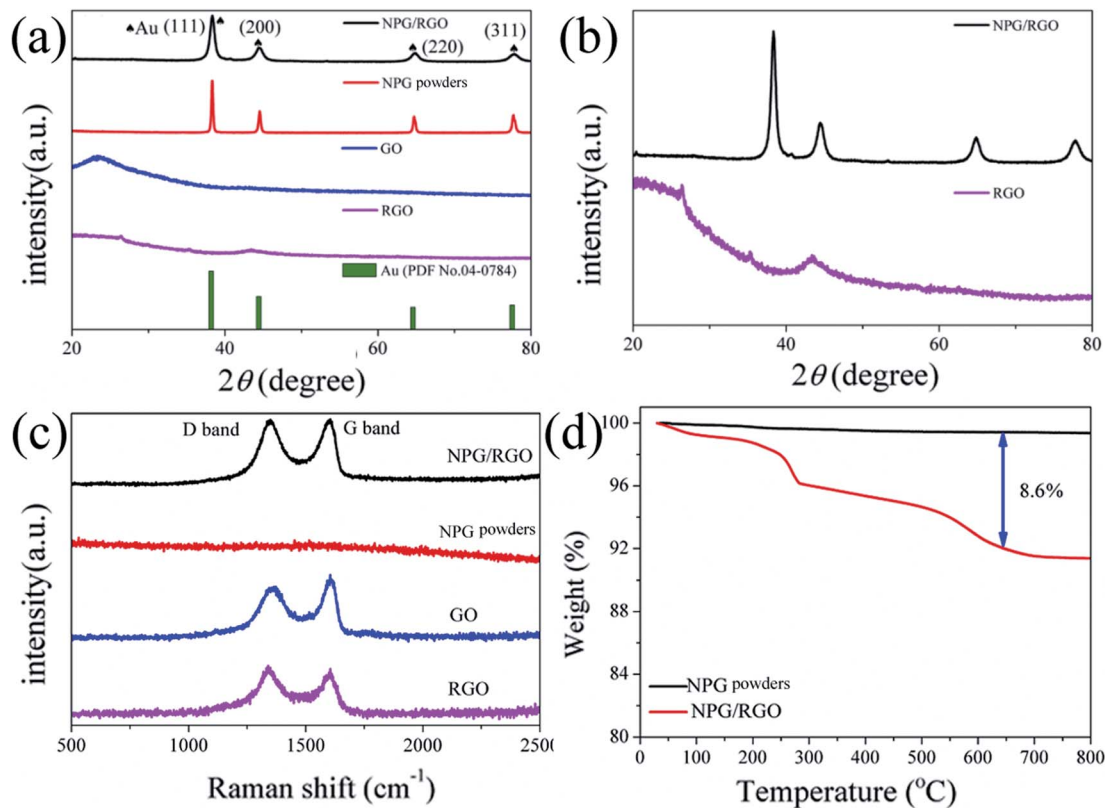 (a)
♠Au (111) ♠ (200) (220) (311)
♠ ♠ ♠
NPG/RGO
NPG powders
GO
RGO
Au (PDF No.04-0784)
intensity(a.u.)
20 40 60 80
2θ (degree)
(b)
NPG/RGO
RGO
intensity(a.u.)
20 40 60 80
2θ (degree)
(c)
D band G band
NPG/RGO
NPG powders
GO
RGO
intensity(a.u.)
500 1000 1500 2000 2500
Raman shift (cm⁻¹)
(d)
100
96
92
88
84
80
8.6%
NPG powders
NPG/RGO
Weight (%)
0 100 200 300 400 500 600 700 800
Temperature (°C)